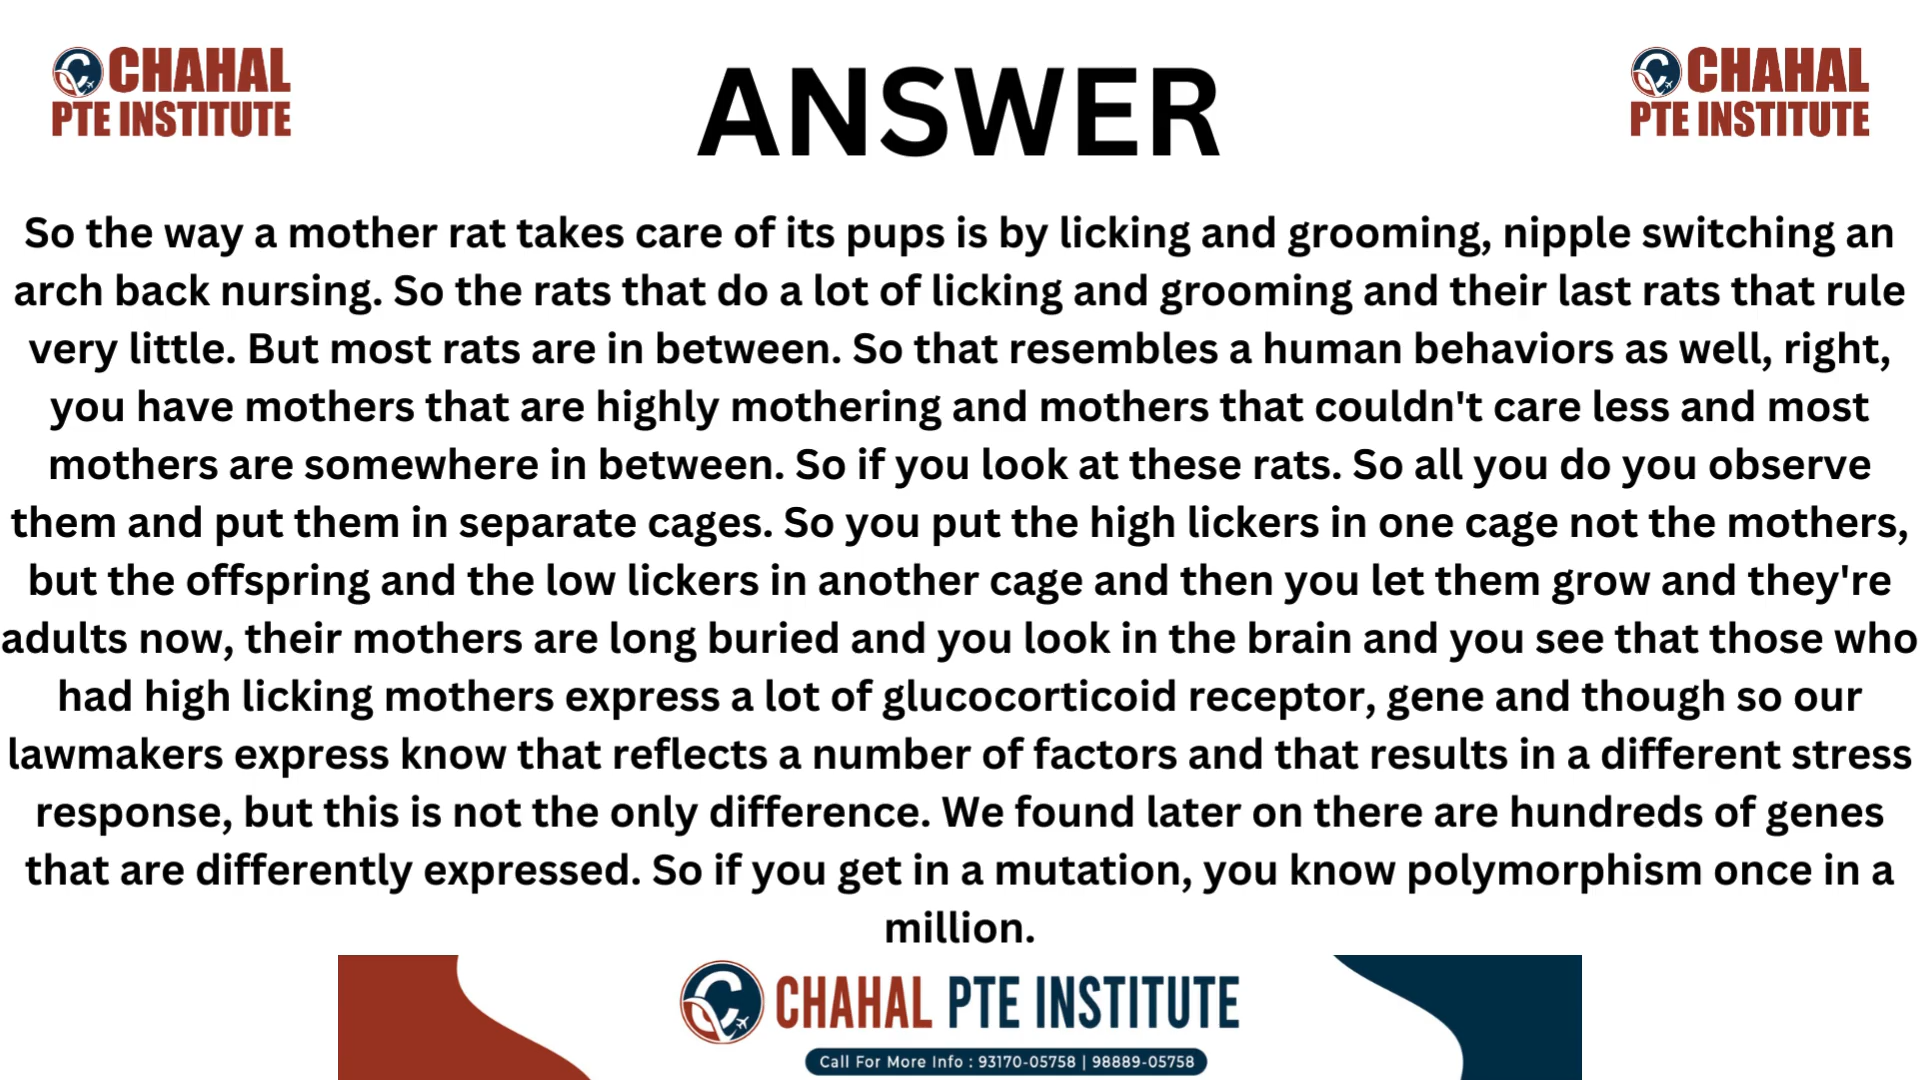 CHAHAL
PTE INSTITUTE
ANSWER
CHAHAL
PTE INSTITUTE
So the way a mother rat takes care of its pups is by licking and grooming, nipple switching an
arch back nursing. So the rats that do a lot of licking and grooming and their last rats that rule
very little. But most rats are in between. So that resembles a human behaviors as well, right,
you have mothers that are highly mothering and mothers that couldn't care less and most
mothers are somewhere in between. So if you look at these rats. So all you do you observe
them and put them in separate cages. So you put the high lickers in one cage not the mothers,
but the offspring and the low lickers in another cage and then you let them grow and they're
adults now, their mothers are long buried and you look in the brain and you see that those who
had high licking mothers express a lot of glucocorticoid receptor, gene and though so our
lawmakers express know that reflects a number of factors and that results in a different stress
response, but this is not the only difference. We found later on there are hundreds of genes
that are differently expressed. So if you get in a mutation, you know polymorphism once in a
million.
CHAHAL PTE INSTITUTE
Call For More Info : 93170-05758 | 98889-05758